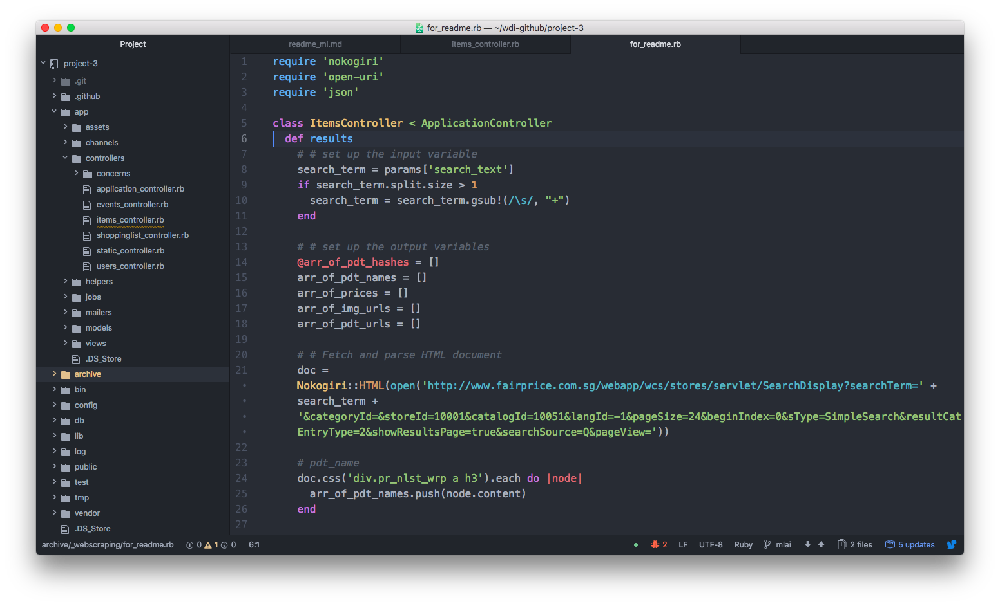 for_readme.rb — ~/wdi-github/project-3
Project
readme_ml.md
items_controller.rb
for_readme.rb
project-3
.git
.github
app
assets
channels
controllers
concerns
application_controller.rb
events_controller.rb
items_controller.rb
shoppinglist_controller.rb
static_controller.rb
users_controller.rb
helpers
jobs
mailers
models
views
.DS_Store
archive
bin
config
db
lib
log
public
test
tmp
vendor
.DS_Store
1 require 'nokogiri'
2 require 'open-uri'
3 require 'json'
4
5 class ItemsController < ApplicationController
6 def results
7 # # set up the input variable
8 search_term = params['search_text']
9 if search_term.split.size > 1
10 search_term = search_term.gsub!(/\s/, "+")
11 end
12
13 # # set up the output variables
14 @arr_of_pdt_hashes = []
15 arr_of_pdt_names = []
16 arr_of_prices = []
17 arr_of_img_urls = []
18 arr_of_pdt_urls = []
19
20 # # Fetch and parse HTML document
21 doc =
• Nokogiri::HTML(open('http://www.fairprice.com.sg/webapp/wcs/stores/servlet/SearchDisplay?searchTerm=' +
• search_term +
• '&categoryId=&storeId=10001&catalogId=10051&langId=-1&pageSize=24&beginIndex=0&sType=SimpleSearch&resultCat
• EntryType=2&showResultsPage=true&searchSource=Q&pageView='))
22
23 # pdt_name
24 doc.css('div.pr_nlst_wrp a h3').each do |node|
25 arr_of_pdt_names.push(node.content)
26 end
27
archive/_webscraping/for_readme.rb 0 1 0 6:1 2 LF UTF-8 Ruby mlai 2 files 5 updates